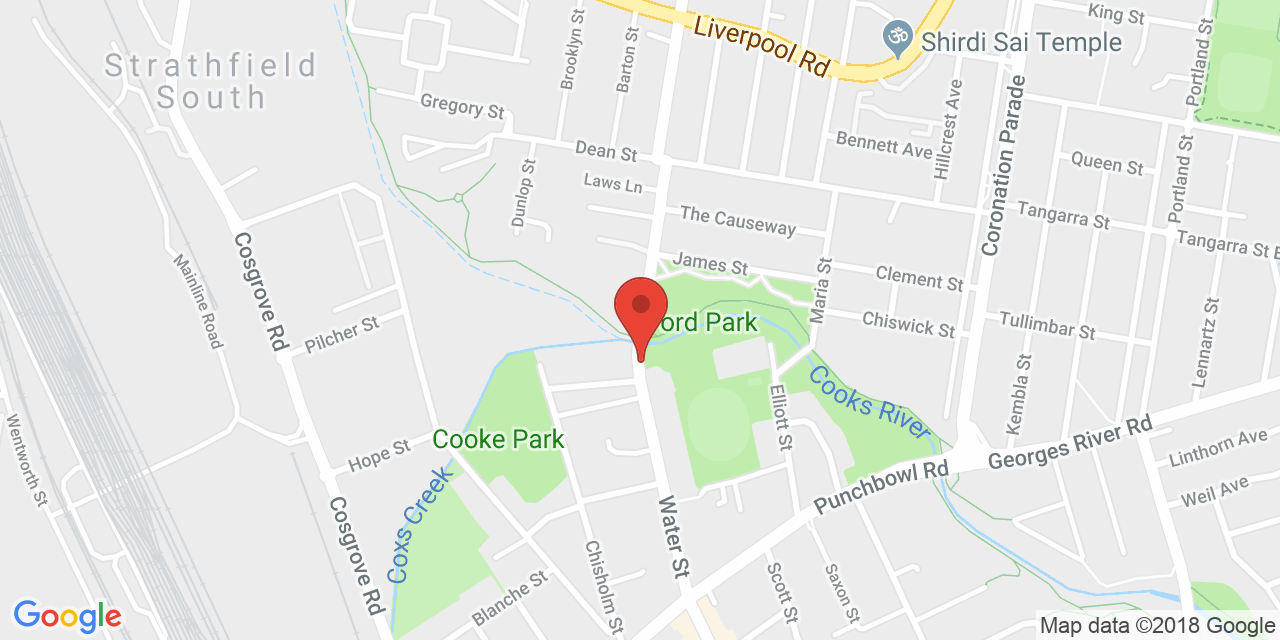 King St
Liverpool Rd
Shirdi Sai Temple
Brooklyn St
Barton St
Portland St
Strathfield
South
Gregory St
Hillcrest Ave
Coronation Parade
Bennett Ave
Dean St
Queen St
Laws Ln
Dunlop St
Portland St
The Causeway
Tangarra St
Tangarra St E
Cosgrove Rd
Mainline Road
James St
Maria St
Clement St
Pilcher St
ord Park
Chiswick St
Tullimbar St
Lennartz St
Kembla St
Cooks River
Elliott St
Wentworth St
Hope St
Cooke Park
Georges River Rd
Linthorn Ave
Punchbowl Rd
Weil Ave
Coxs Creek
Cosgrove Rd
Water St
Chisholm St
Blanche St
Scott St
Saxon St
Google
Map data ©2018 Google